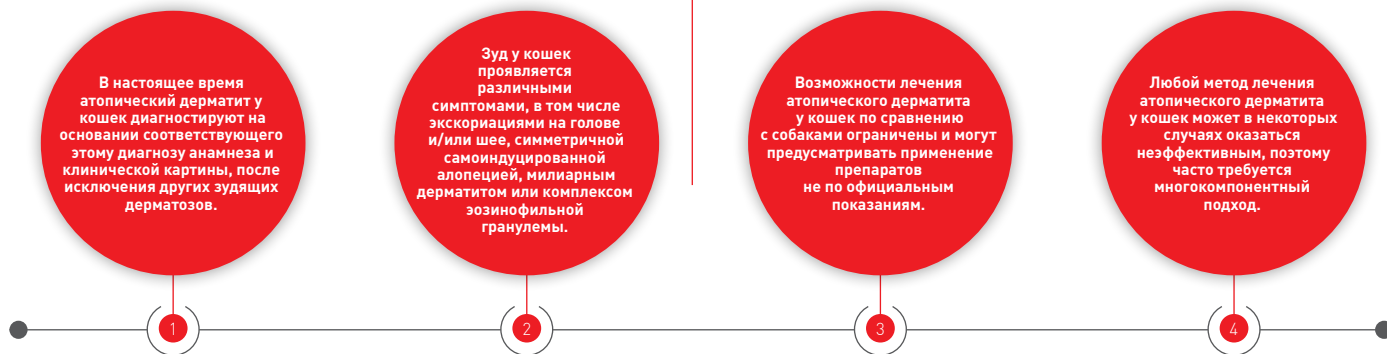 В настоящее время
атопический дерматит у
кошек диагностируют на
основании соответствующего
этому диагнозу анамнеза и
клинической картины, после
исключения других зудящих
дерматозов.
1
Зуд у кошек
проявляется
различными
симптомами, в том числе
экскориациями на голове
и/или шее, симметричной
самоиндуцированной
алопецией, милиарным
дерматитом или комплексом
эозинофильной
гранулемы.
2
Возможности лечения
атопического дерматита
у кошек по сравнению
с собаками ограничены и могут
предусматривать применение
препаратов
не по официальным
показаниям.
3
Любой метод лечения
атопического дерматита
у кошек может в некоторых
случаях оказаться
неэффективным, поэтому
часто требуется
многокомпонентный
подход.
4